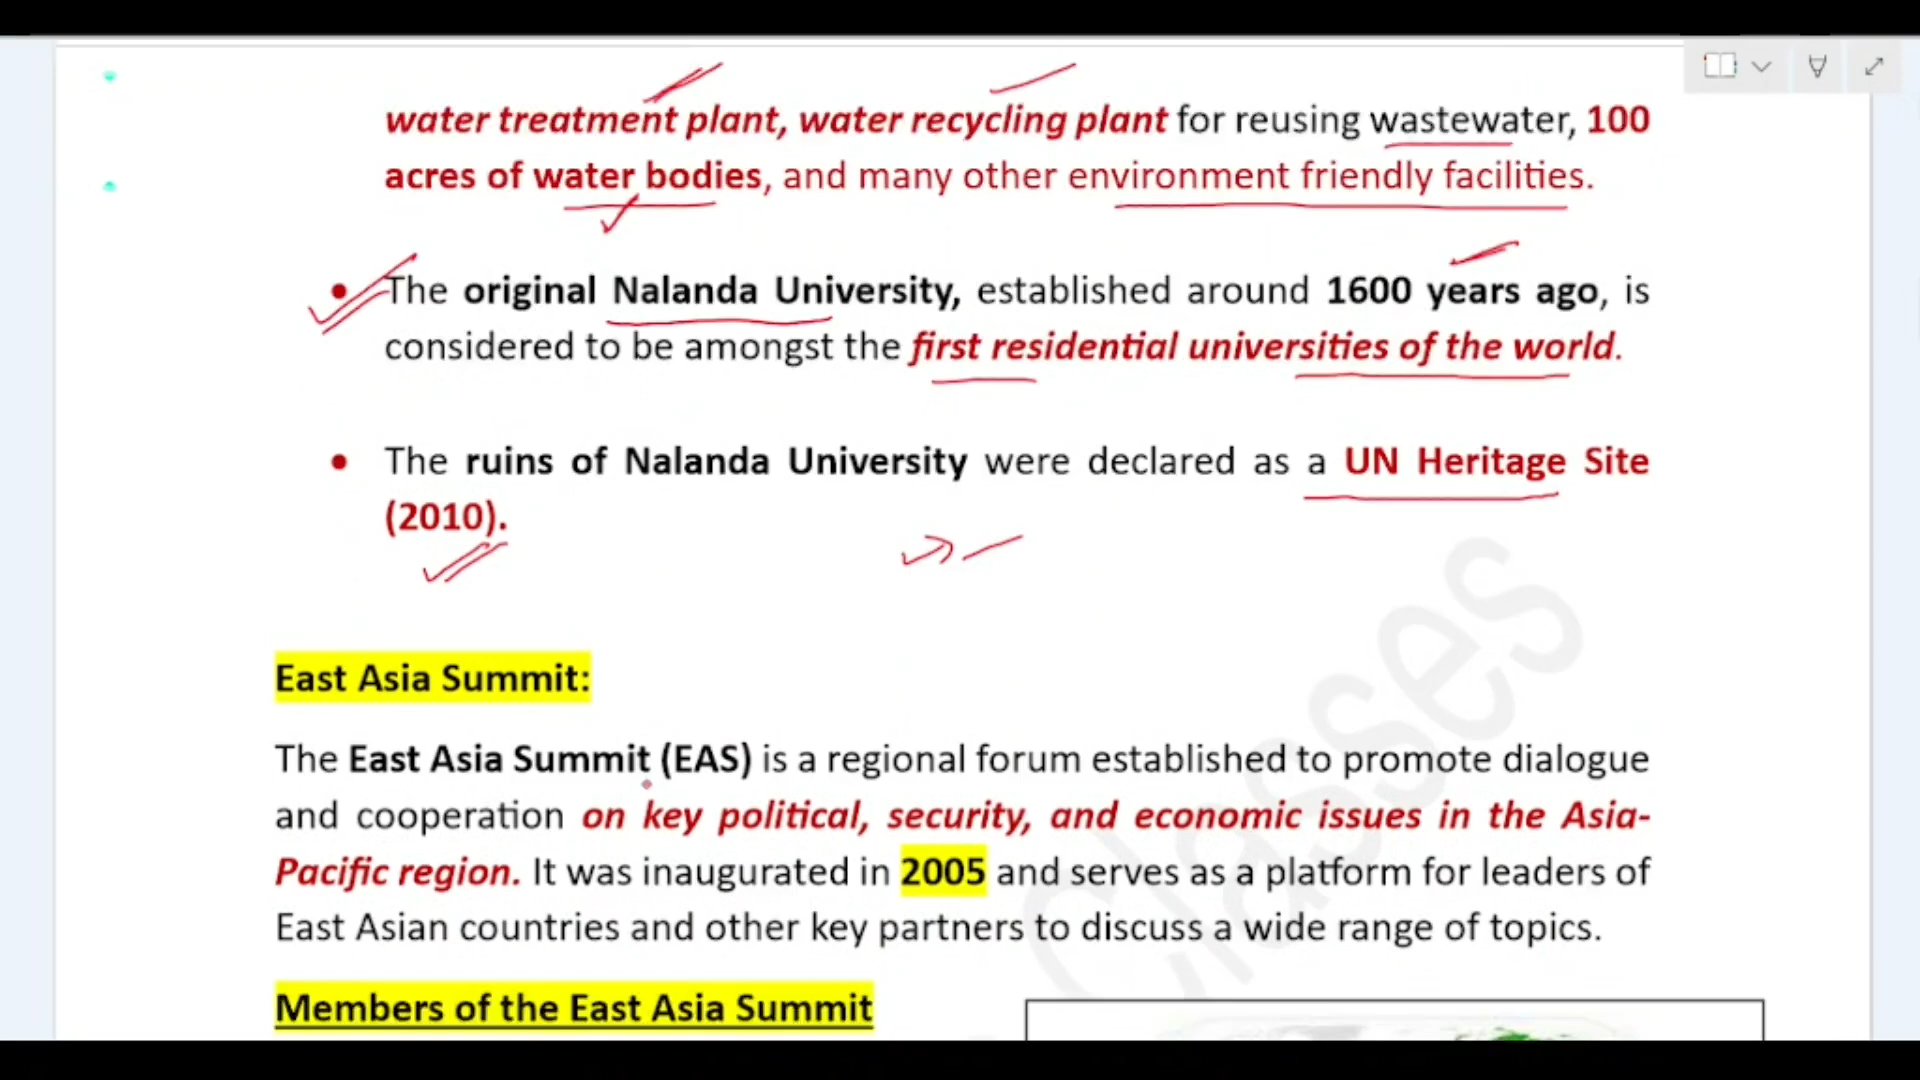 water treatment plant, water recycling plant for reusing wastewater, 100
acres of water bodies, and many other environment friendly facilities.
• The original Nalanda University, established around 1600 years ago, is
considered to be amongst the first residential universities of the world.
• The ruins of Nalanda University were declared as a UN Heritage Site
(2010).
East Asia Summit:
The East Asia Summit (EAS) is a regional forum established to promote dialogue
and cooperation on key political, security, and economic issues in the Asia-
Pacific region. It was inaugurated in 2005 and serves as a platform for leaders of
East Asian countries and other key partners to discuss a wide range of topics.
Members of the East Asia Summit
Classes